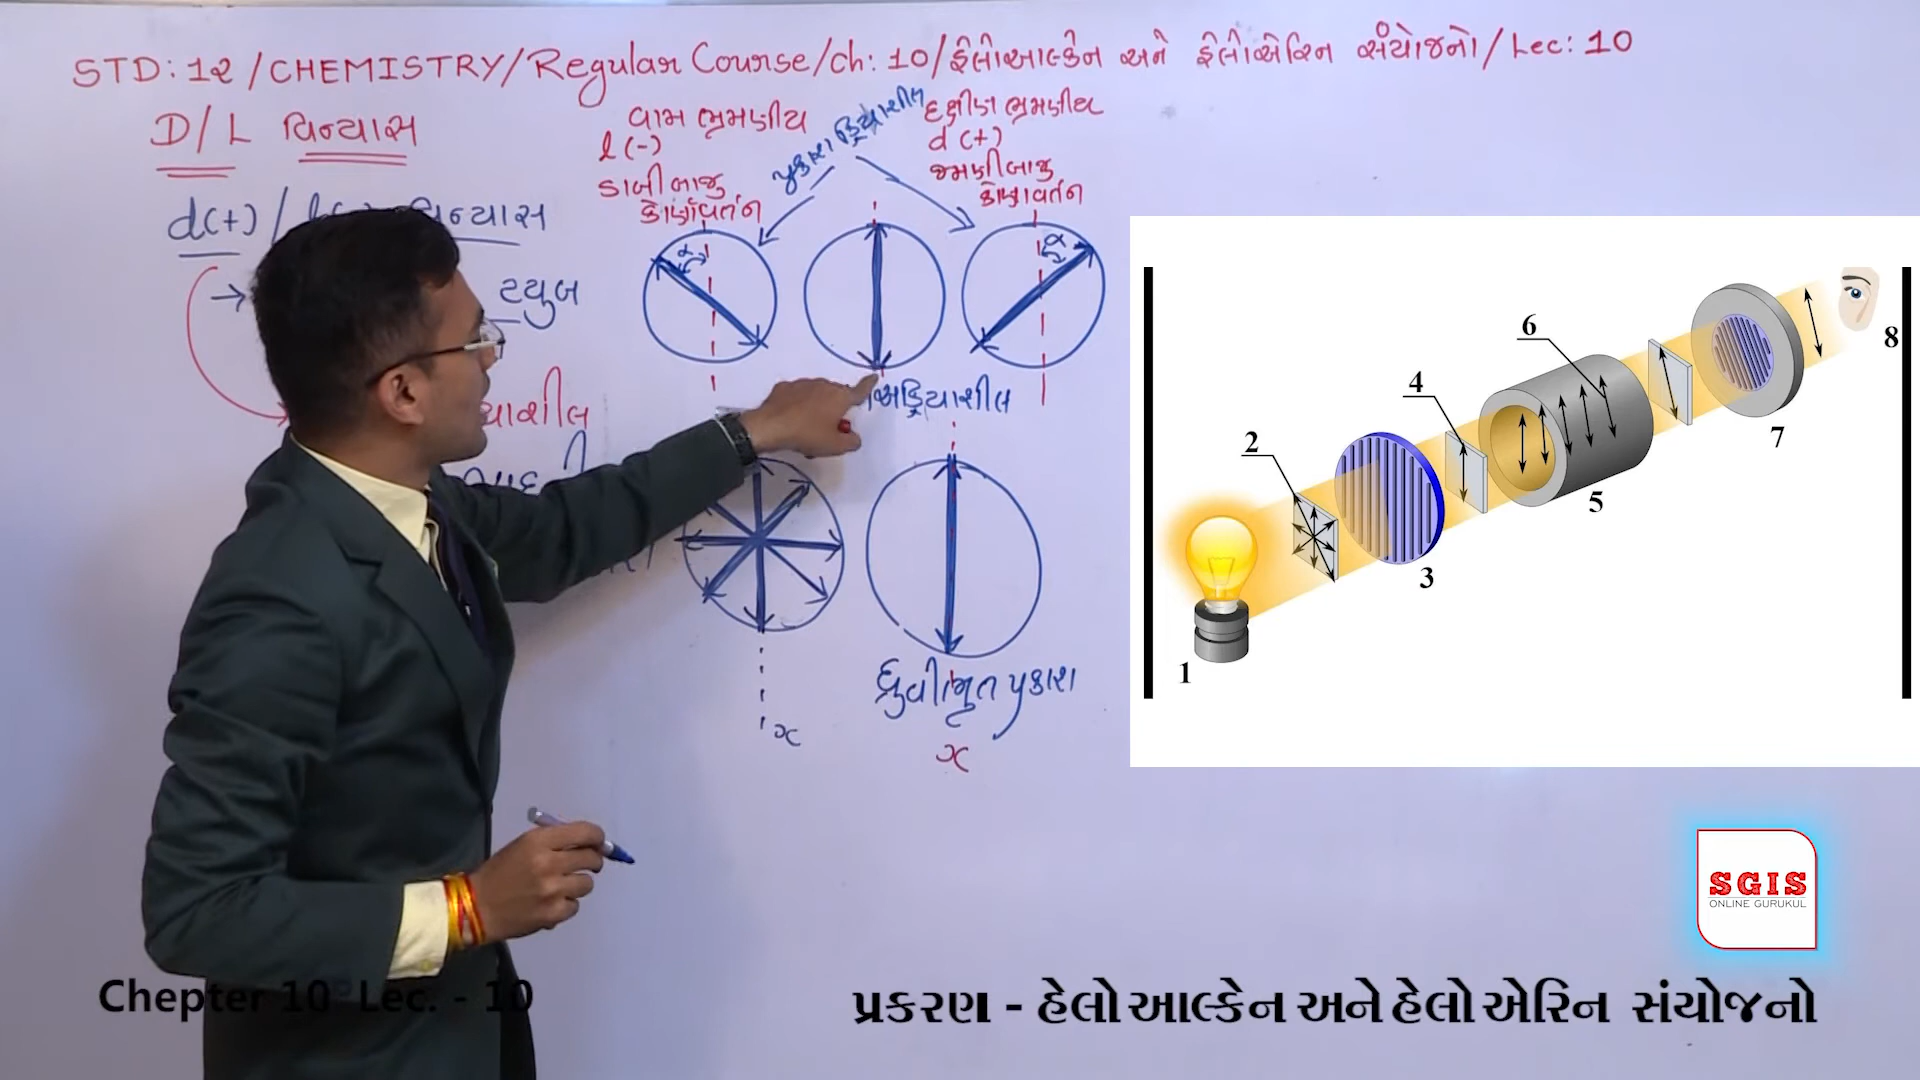 STD: 12 /CHEMISTRY/Regular Course/ch: 10/હેલોઆલ્કેન અને હેલોએરિન સંયોજનો/Lec: 10
D/L વિન્યાસ
વામ ભ્રમણીય
l (-)
ડાબીબાજુ
કોણાવર્તન
પ્રકાશ ક્રિયાશીલ
દક્ષીણ ભ્રમણીય
d (+)
જમણીબાજુ
કોણાવર્તન
d(+) /
→
ટયુબ
α
α
અક્રિયાશીલ
ધ્રુવીભૂત પ્રકાશ
x
x
1
2
3
4
5
6
7
8
SGIS
ONLINE GURUKUL
Chepter 10 Lec. - 10
પ્રકરણ - હેલોઆલ્કેન અને હેલોએરિન સંયોજનો